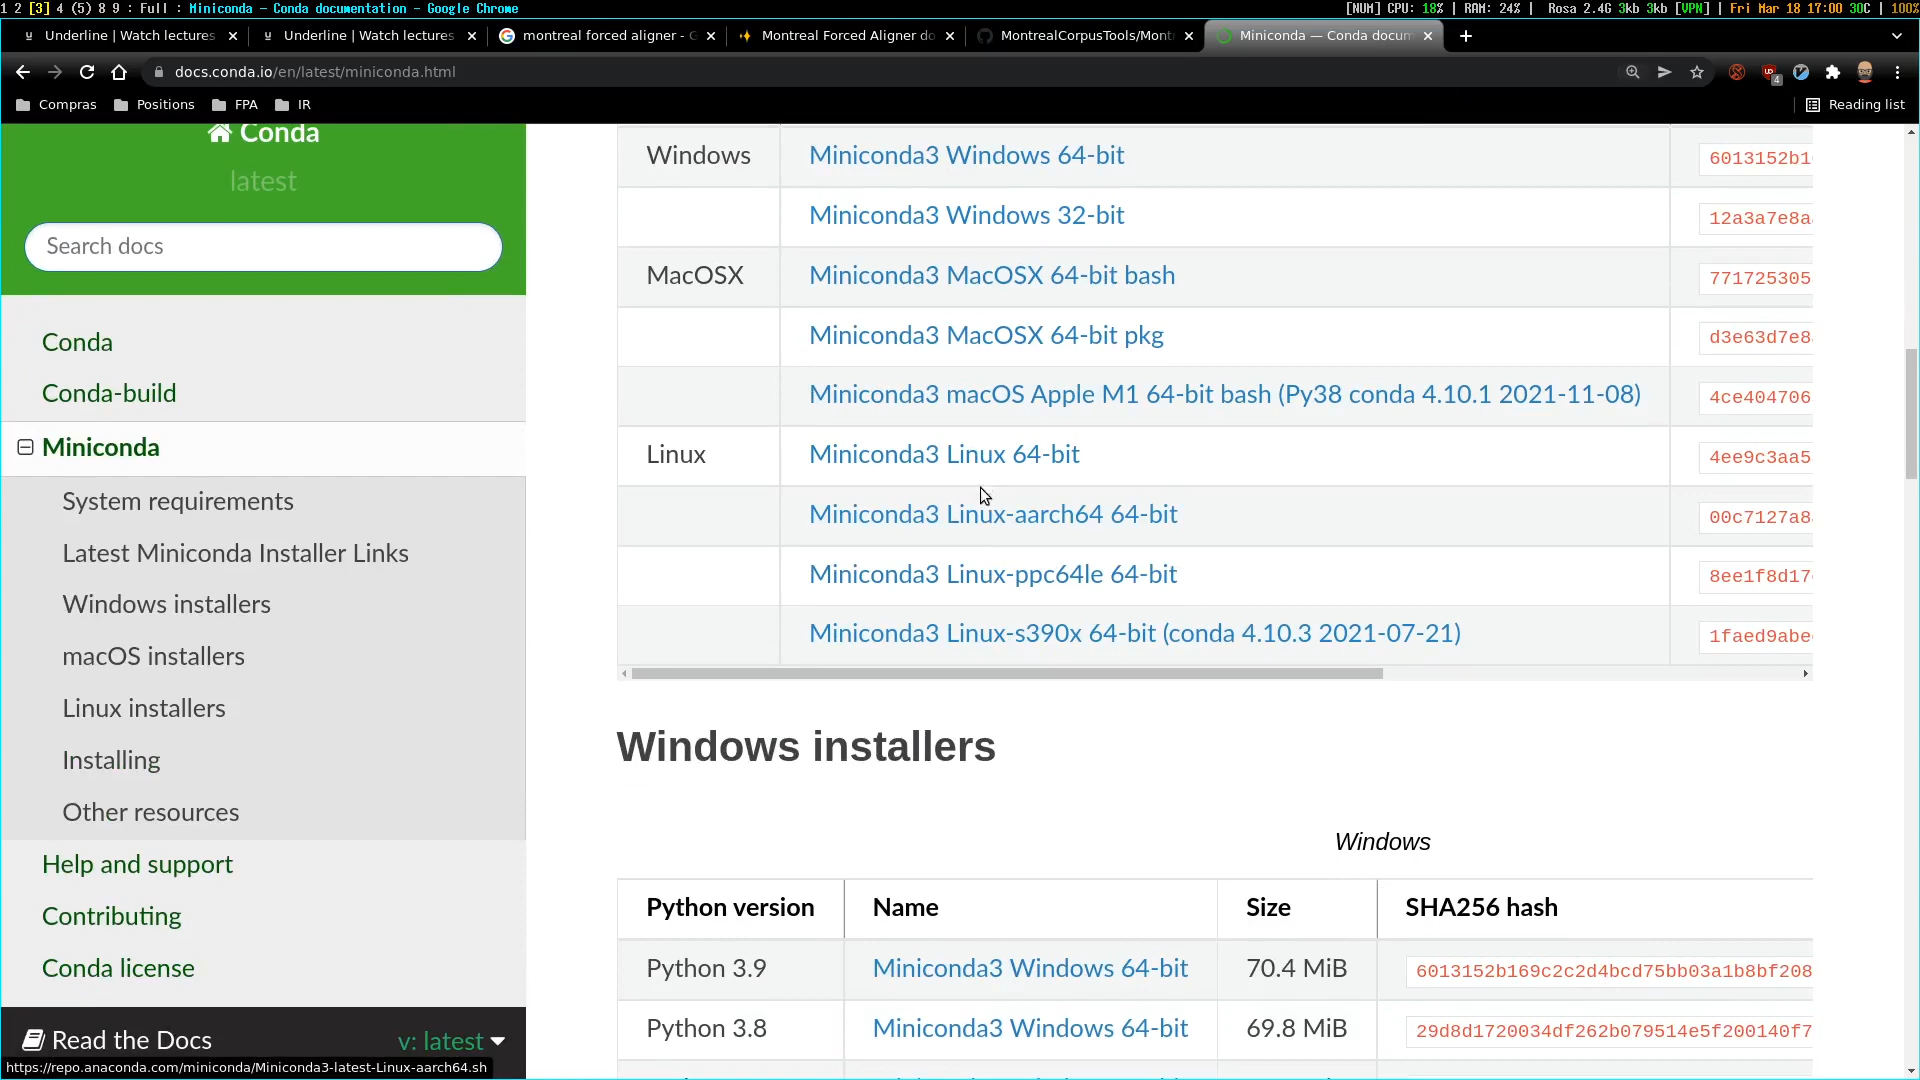 1 2 [3] 4 (5) 8 9 : Full : Miniconda — Conda documentation - Google Chrome
[NUM] CPU: 18% | RAM: 24% | Rosa 2.4G 3kb 3kb [VPN] | Fri Mar 18 17:00 30C | 100%
Underline | Watch lectures
Underline | Watch lectures
montreal forced aligner - G
Montreal Forced Aligner do
MontrealCorpusTools/Mont
Miniconda — Conda docum
docs.conda.io/en/latest/miniconda.html
4
Compras
Positions
FPA
IR
Reading list
Conda
latest
Search docs
Conda
Conda-build
Miniconda
System requirements
Latest Miniconda Installer Links
Windows installers
macOS installers
Linux installers
Installing
Other resources
Help and support
Contributing
Conda license
Read the Docs
v: latest
https://repo.anaconda.com/miniconda/Miniconda3-latest-Linux-aarch64.sh
Windows Miniconda3 Windows 64-bit 6013152b1
Miniconda3 Windows 32-bit 12a3a7e8a
MacOSX Miniconda3 MacOSX 64-bit bash 771725305
Miniconda3 MacOSX 64-bit pkg d3e63d7e8
Miniconda3 macOS Apple M1 64-bit bash (Py38 conda 4.10.1 2021-11-08) 4ce404706
Linux Miniconda3 Linux 64-bit 4ee9c3aa5
Miniconda3 Linux-aarch64 64-bit 00c7127a8
Miniconda3 Linux-ppc64le 64-bit 8ee1f8d17
Miniconda3 Linux-s390x 64-bit (conda 4.10.3 2021-07-21) 1faed9abe
Windows installers
Windows
Python version Name Size SHA256 hash
Python 3.9 Miniconda3 Windows 64-bit 70.4 MiB 6013152b169c2c2d4bcd75bb03a1b8bf208
Python 3.8 Miniconda3 Windows 64-bit 69.8 MiB 29d8d1720034df262b079514e5f200140f7